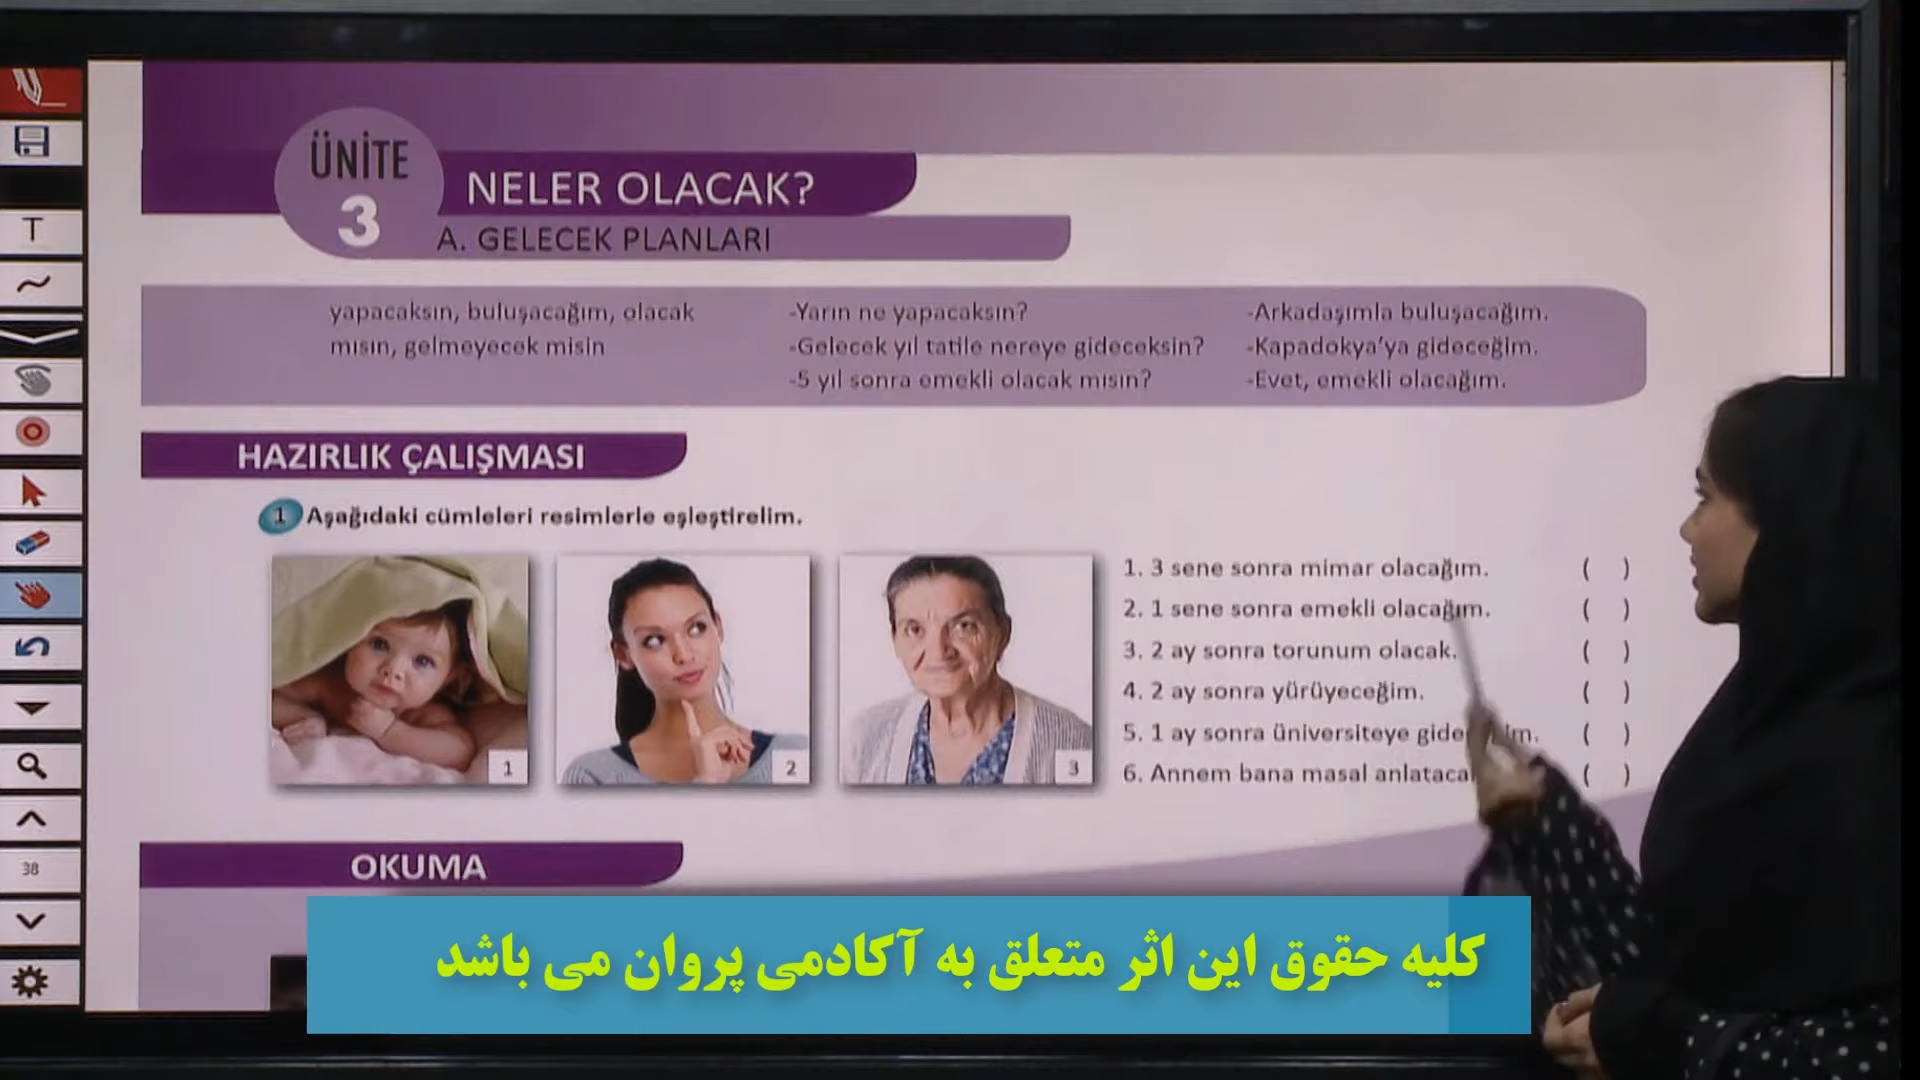 ÜNİTE
3
NELER OLACAK?
A. GELECEK PLANLARI
yapacaksın, buluşacağım, olacak
mısın, gelmeyecek misin
-Yarın ne yapacaksın?
-Gelecek yıl tatile nereye gideceksin?
-5 yıl sonra emekli olacak mısın?
-Arkadaşımla buluşacağım.
-Kapadokya'ya gideceğim.
-Evet, emekli olacağım.
HAZIRLIK ÇALIŞMASI
1 Aşağıdaki cümleleri resimlerle eşleştirelim.
1
2
3
1. 3 sene sonra mimar olacağım. ( )
2. 1 sene sonra emekli olacağım. ( )
3. 2 ay sonra torunum olacak. ( )
4. 2 ay sonra yürüyeceğim. ( )
5. 1 ay sonra üniversiteye ( )
6. Annem bana masal ( )
OKUMA
T
38
کلیه حقوق این اثر متعلق به آکادمی پروان می باشد